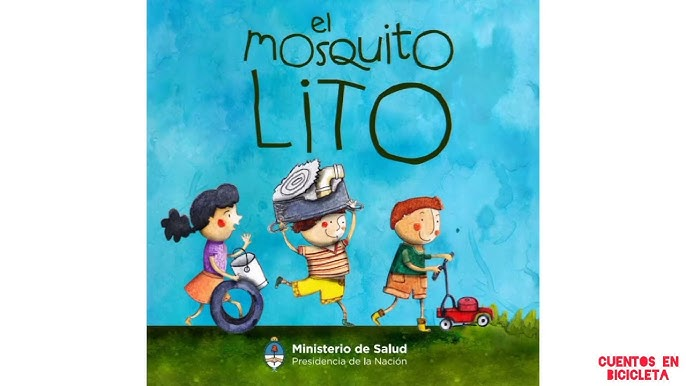 el
mosquito
LITO
Ministerio de Salud
Presidencia de la Nación
CUENTOS EN
BICICLETA